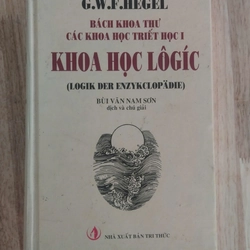 G.W.F.HEGEL
BÁCH KHOA THƯ
CÁC KHOA HỌC TRIẾT HỌC I
KHOA HỌC LÔGÍC
(LOGIK DER ENZYKLOPÄDIE)
BÙI VĂN NAM SƠN
dịch và chú giải
NHÀ XUẤT BẢN TRI THỨC